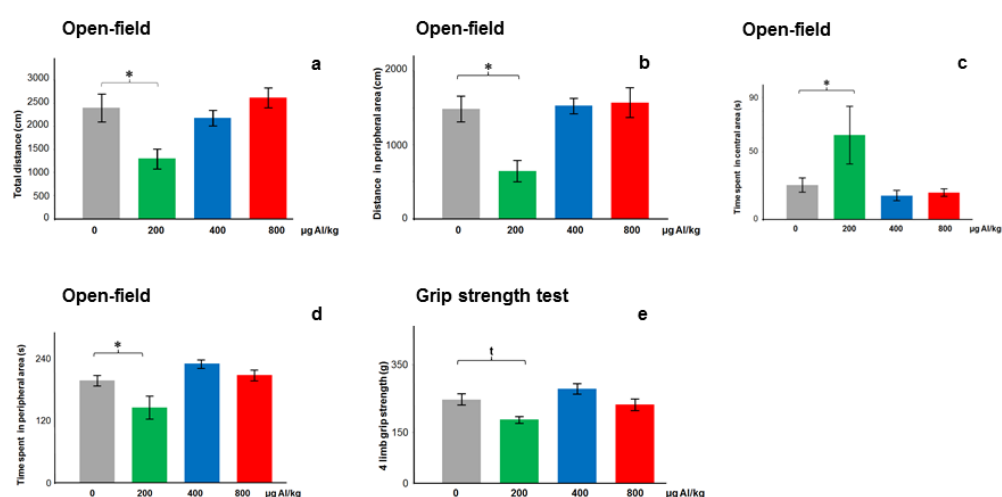 Open-field
a
*
Total distance (cm)
3000
2500
2000
1500
1000
500
0
0 200 400 800 µg Al/kg
Open-field
b
*
Distance in peripheral area (cm)
2000
1000
0
0 200 400 800 µg Al/kg
Open-field
c
*
Time spent in central area (s)
90
50
0
0 200 400 800 µg Al/kg
Open-field
d
*
Time spent in peripheral area (s)
240
120
0
0 200 400 800 µg Al/kg
Grip strength test
e
t
4 limb grip strength (g)
350
150
0
0 200 400 800 µg Al/kg